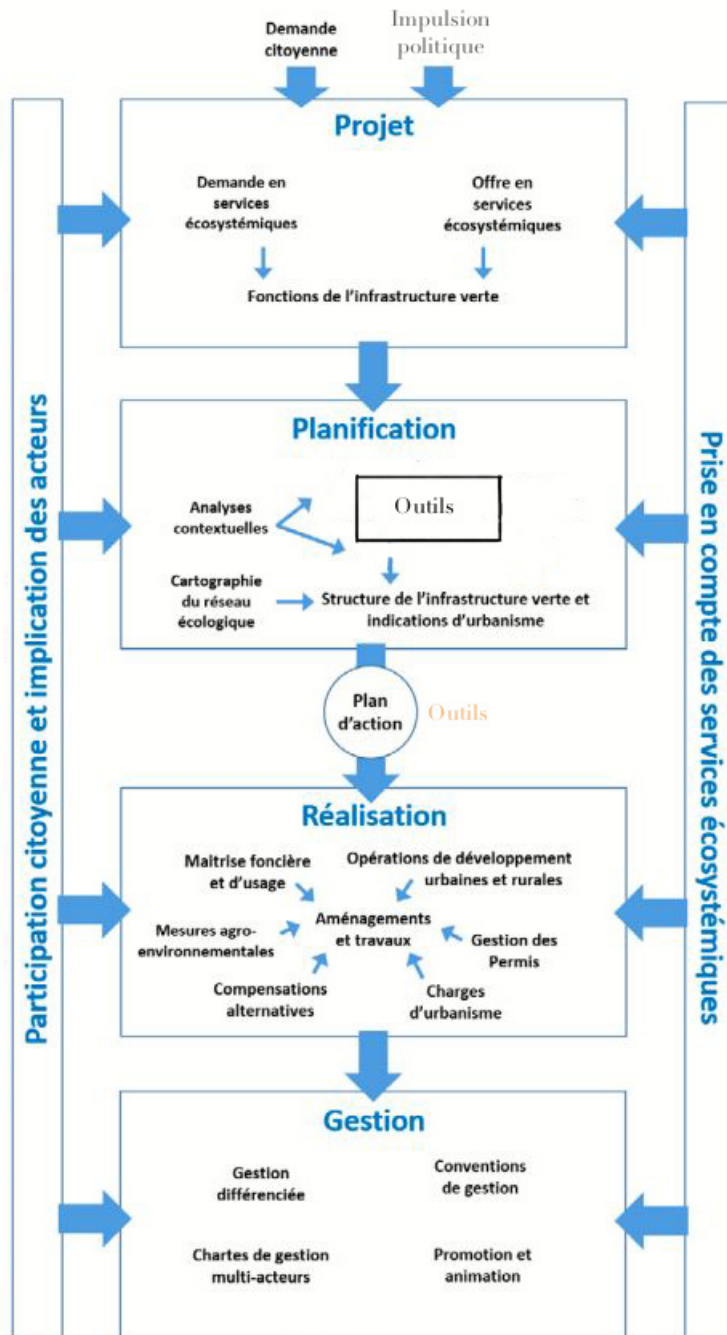 Demande
citoyenne
Impulsion
politique
Projet
Demande en
services
écosystémiques
Offre en
services
écosystémiques
Fonctions de l'infrastructure verte
Planification
Analyses
contextuelles
Outils
Cartographie
du réseau
écologique
Structure de l'infrastructure verte et
indications d'urbanisme
Plan
d'action
Outils
Réalisation
Maitrise foncière
et d'usage
Opérations de développement
urbaines et rurales
Mesures agro-
environnementales
Aménagements
et travaux
Gestion des
Permis
Compensations
alternatives
Charges
d'urbanisme
Gestion
Gestion
différenciée
Conventions
de gestion
Chartes de gestion
multi-acteurs
Promotion et
animation
Participation citoyenne et implication des acteurs
Prise en compte des services écosystémiques